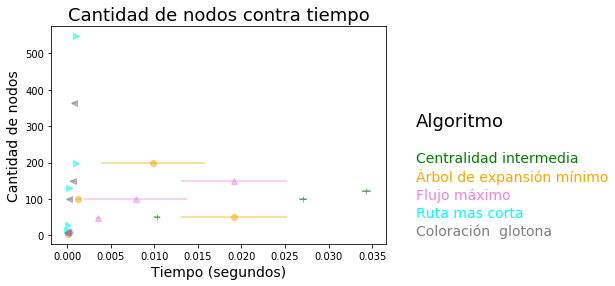 Cantidad de nodos contra tiempo
Cantidad de nodos
500
400
300
200
100
0
0.000 0.005 0.010 0.015 0.020 0.025 0.030 0.035
Tiempo (segundos)
Algoritmo
Centralidad intermedia
Árbol de expansión mínimo
Flujo máximo
Ruta mas corta
Coloración glotona